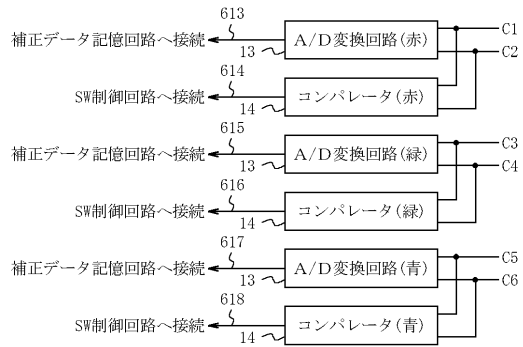 613
補正データ記憶回路へ接続
13
A/D変換回路(赤)
C1
C2
614
SW制御回路へ接続
14
コンパレータ(赤)
615
補正データ記憶回路へ接続
13
A/D変換回路(緑)
C3
C4
616
SW制御回路へ接続
14
コンパレータ(緑)
617
補正データ記憶回路へ接続
13
A/D変換回路(青)
C5
C6
618
SW制御回路へ接続
14
コンパレータ(青)